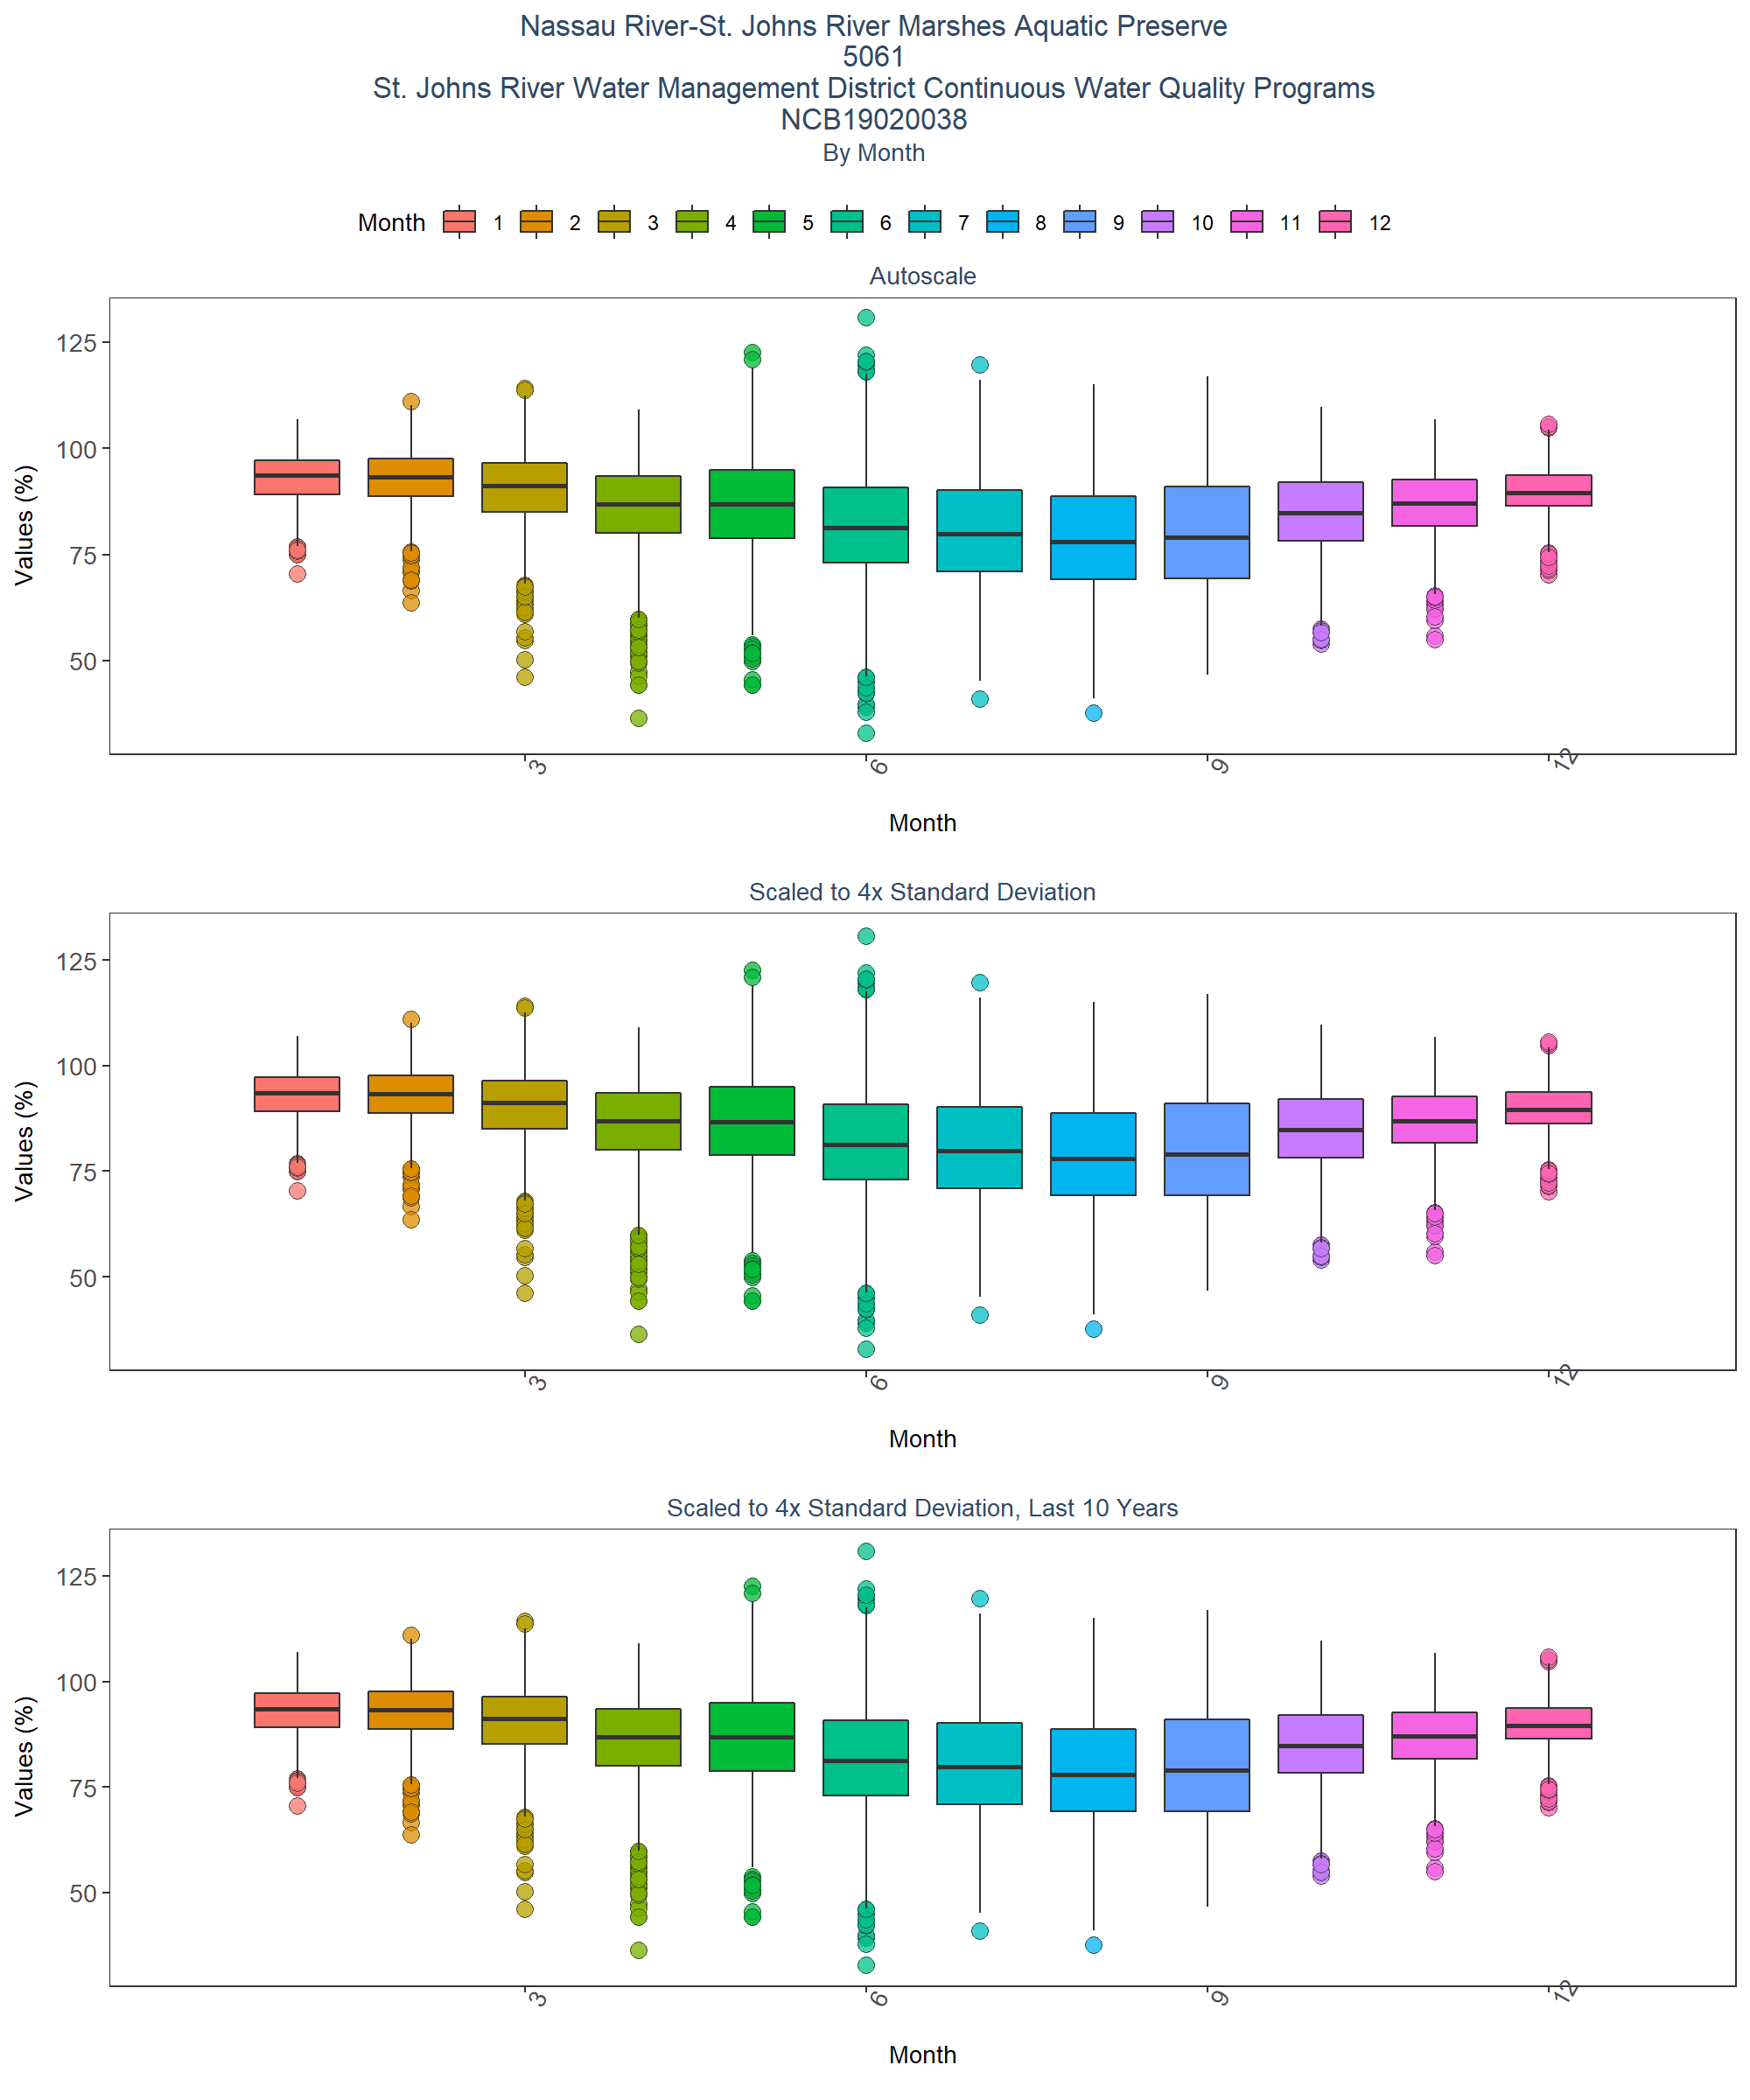 Nassau River-St. Johns River Marshes Aquatic Preserve
5061
St. Johns River Water Management District Continuous Water Quality Programs
NCB19020038
By Month
Month 1 2 3 4 5 6 7 8 9 10 11 12
Autoscale
Values (%)
125
100
75
50
3 6 9 12
Month
Scaled to 4x Standard Deviation
Values (%)
125
100
75
50
3 6 9 12
Month
Scaled to 4x Standard Deviation, Last 10 Years
Values (%)
125
100
75
50
3 6 9 12
Month